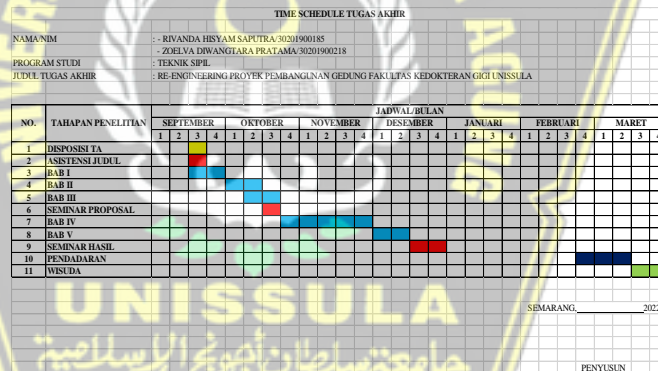 TIME SCHEDULE TUGAS AKHIR
NAMA/NIM : - RIVANDA HISYAM SAPUTRA/30201900185
- ZOELVA DIWANGTARA PRATAMA/30201900218
PROGRAM STUDI : TEKNIK SIPIL
JUDUL TUGAS AKHIR : RE-ENGINEERING PROYEK PEMBANGUNAN GEDUNG FAKULTAS KEDOKTERAN GIGI UNISSULA
NO. TAHAPAN PENELITIAN JADWAL/BULAN
SEPTEMBER OKTOBER NOVEMBER DESEMBER JANUARI FEBRUARI MARET
1 2 3 4 1 2 3 4 1 2 3 4 1 2 3 4 1 2 3 4 1 2 3 4 1 2 3 4
1 DISPOSISI TA
2 ASISTENSI JUDUL
3 BAB I
4 BAB II
5 BAB III
6 SEMINAR PROPOSAL
7 BAB IV
8 BAB V
9 SEMINAR HASIL
10 PENDADARAN
11 WISUDA
UNISSULA
SEMARANG,____________2022
PENYUSUN